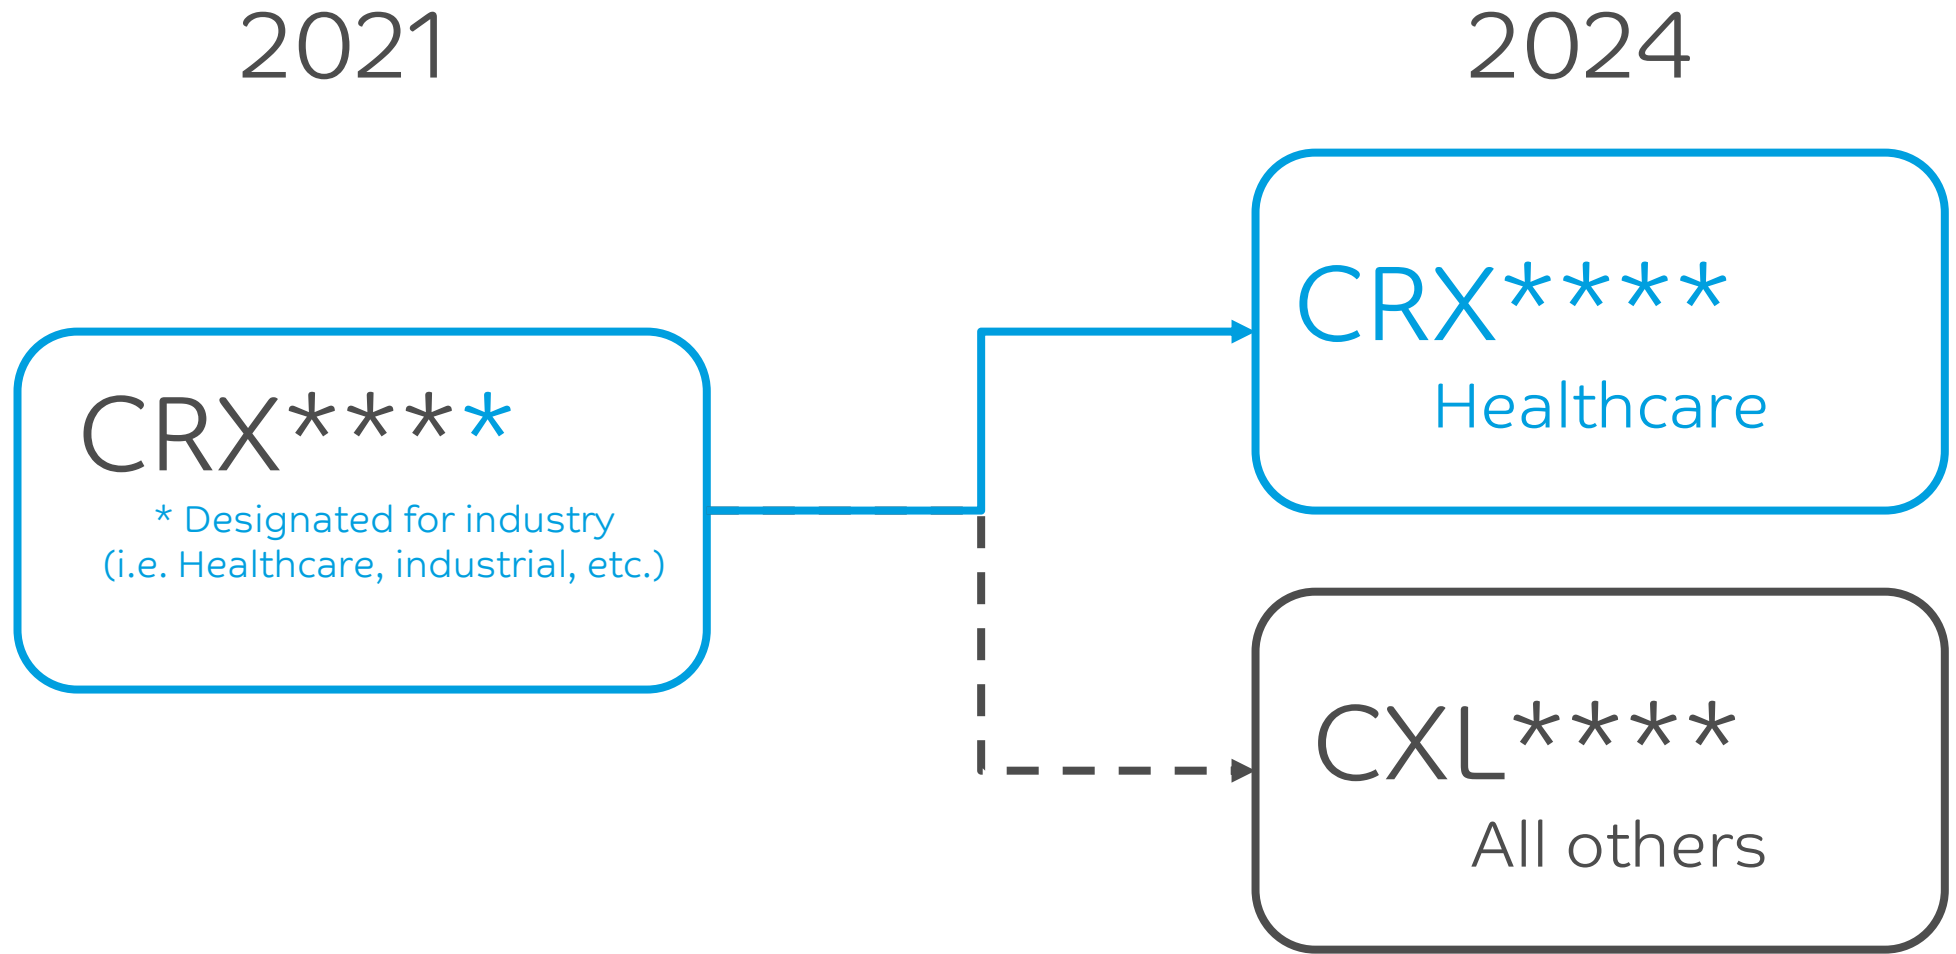 2021
2024
CRX****
* Designated for industry
(i.e. Healthcare, industrial, etc.)
CRX****
Healthcare
CXL****
All others